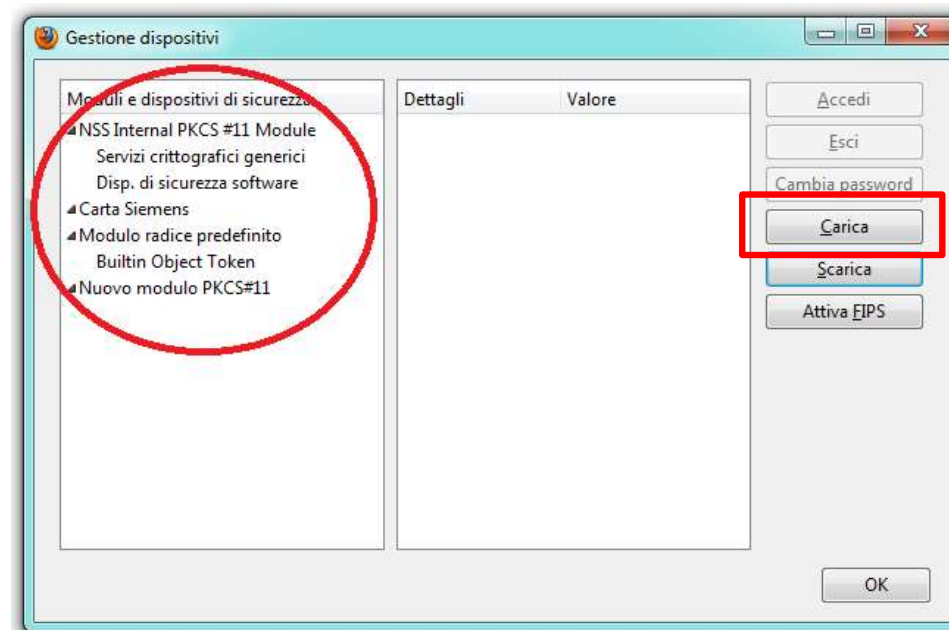 Gestione dispositivi
Moduli e dispositivi di sicurezza
Dettagli
Valore
NSS Internal PKCS #11 Module
Servizi crittografici generici
Disp. di sicurezza software
Carta Siemens
Modulo radice predefinito
Builtin Object Token
Nuovo modulo PKCS#11
Accedi
Esci
Cambia password
Carica
Scarica
Attiva FIPS
OK